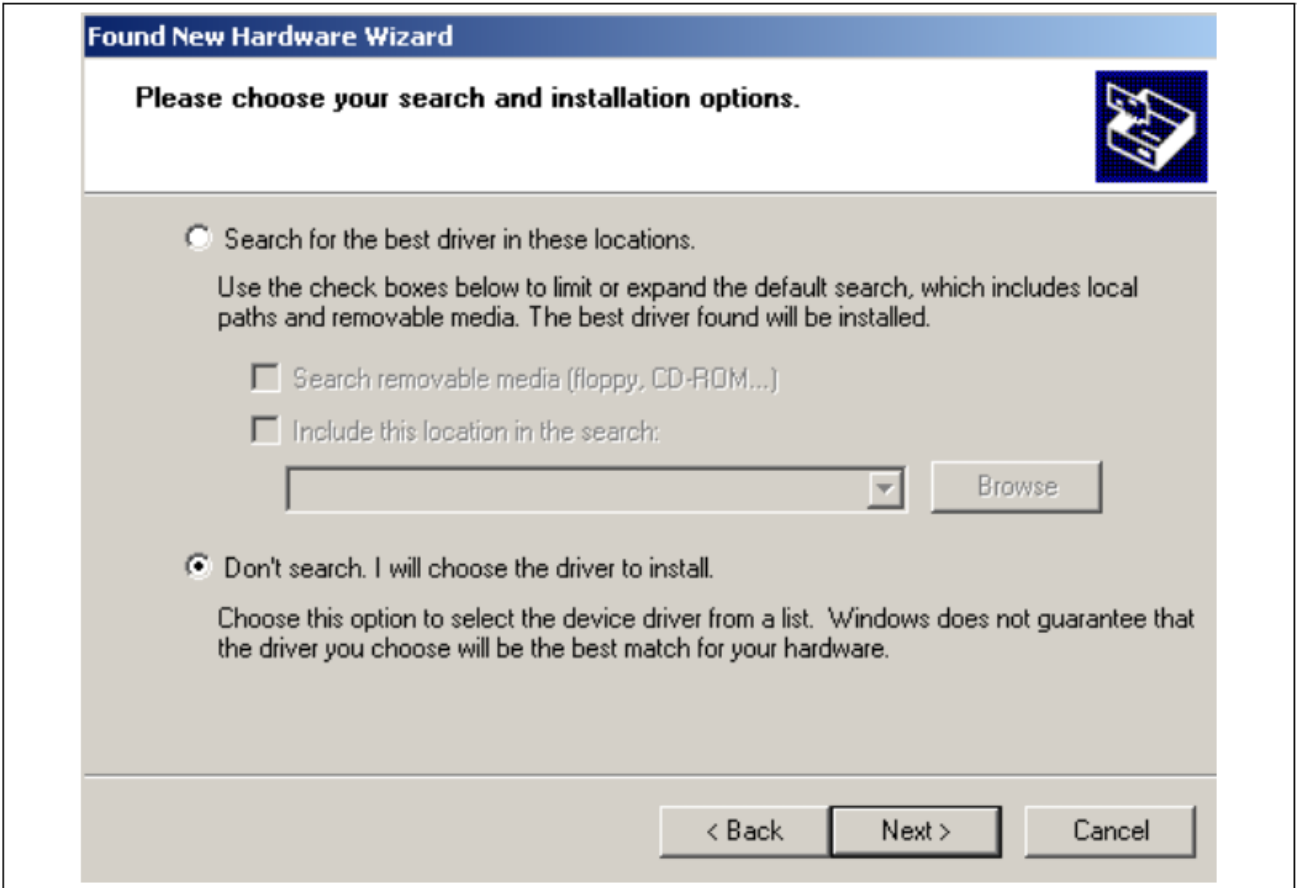 Found New Hardware Wizard
Please choose your search and installation options.
Search for the best driver in these locations.
Use the check boxes below to limit or expand the default search, which includes local
paths and removable media. The best driver found will be installed.
Search removable media (floppy, CD-ROM...)
Include this location in the search:
Browse
Don't search. I will choose the driver to install.
Choose this option to select the device driver from a list.  Windows does not guarantee that
the driver you choose will be the best match for your hardware.
< Back Next > Cancel